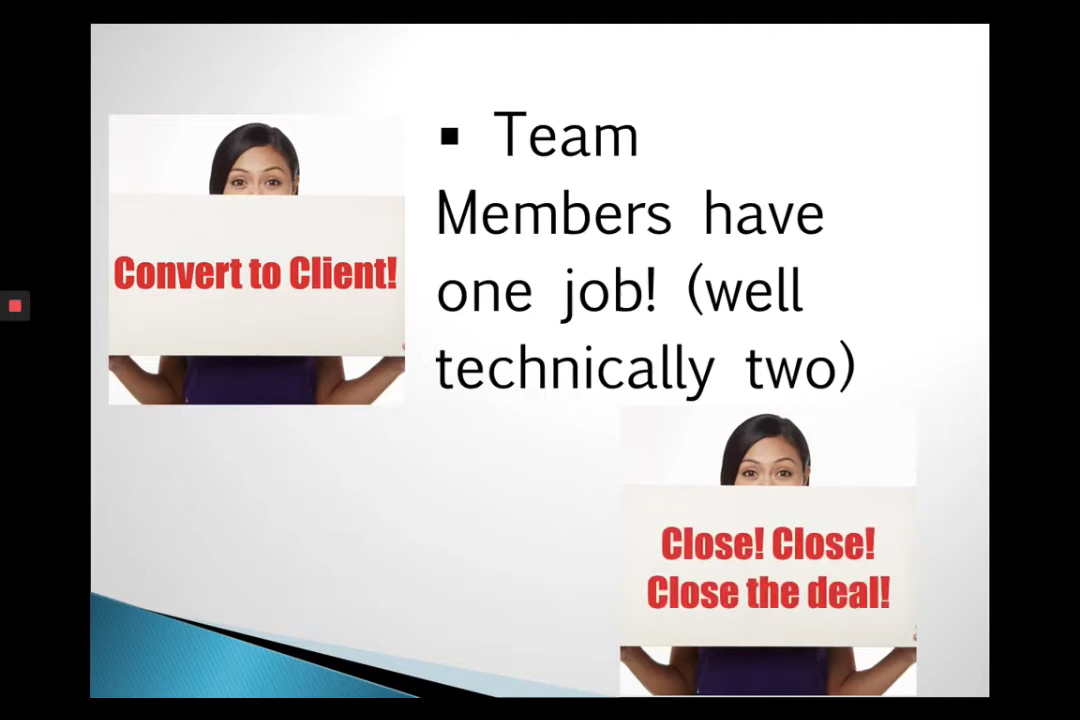 ▪ Team
Members have
one job! (well
technically two)
Convert to Client!
Close! Close!
Close the deal!